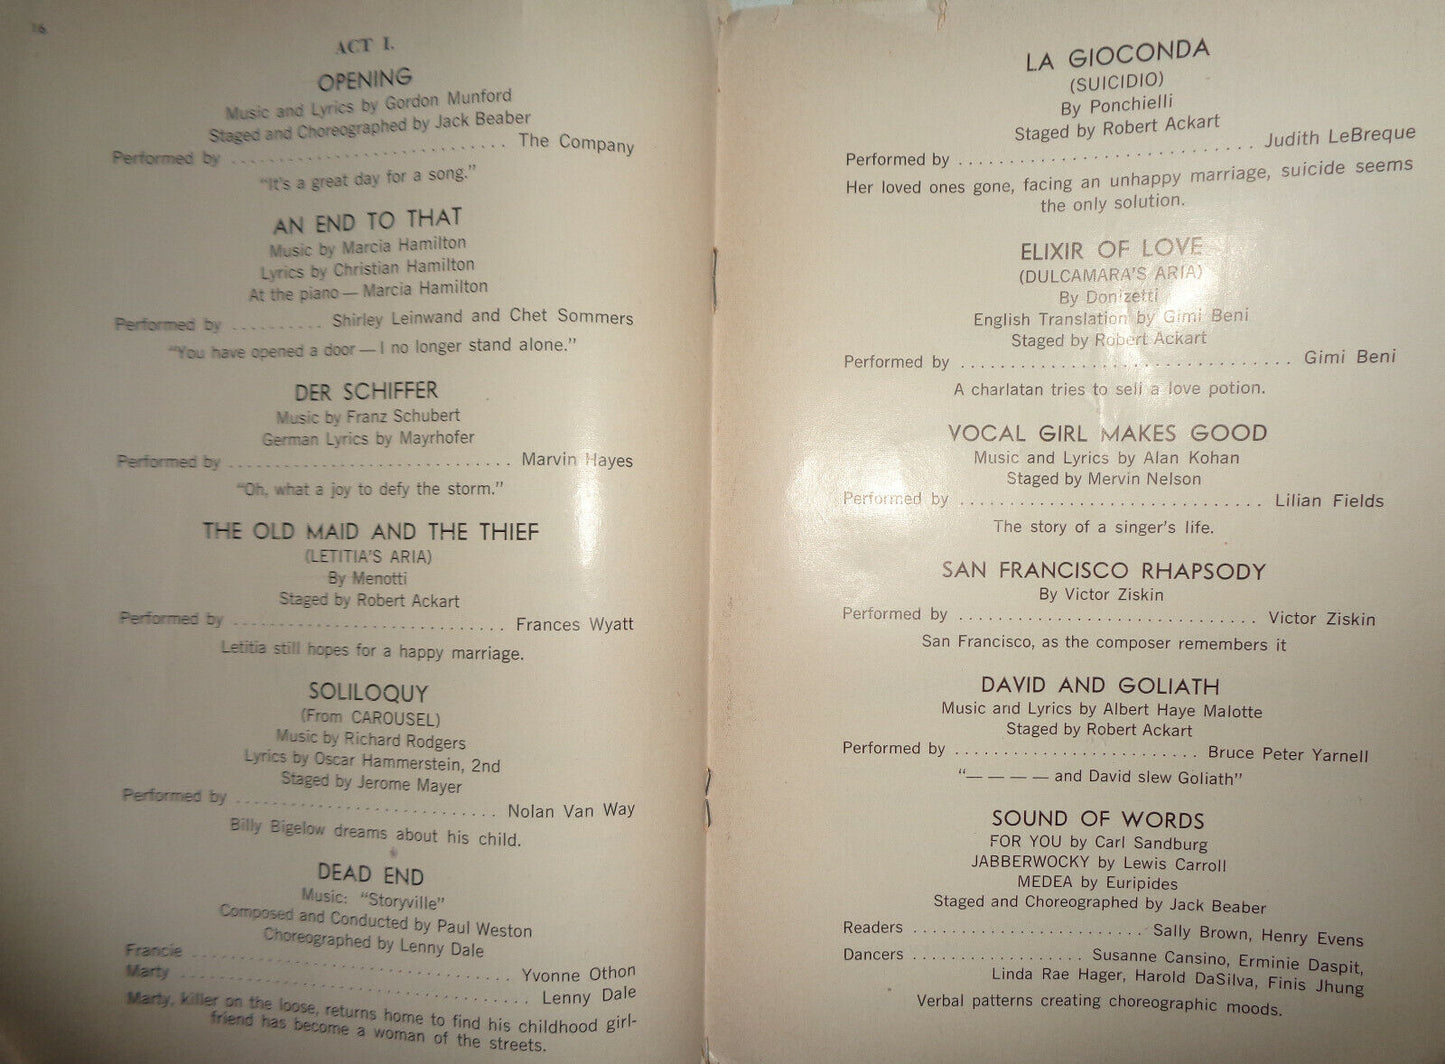 16
ACT I.
OPENING
Music and Lyrics by Gordon Munford
Staged and Choreographed by Jack Beaber
Performed by .............................. The Company
"It's a great day for a song."
AN END TO THAT
Music by Marcia Hamilton
Lyrics by Christian Hamilton
At the piano — Marcia Hamilton
Performed by .......... Shirley Leinwand and Chet Sommers
"You have opened a door — I no longer stand alone."
DER SCHIFFER
Music by Franz Schubert
German Lyrics by Mayrhofer
Performed by .............................. Marvin Hayes
"Oh, what a joy to defy the storm."
THE OLD MAID AND THE THIEF
(LETITIA'S ARIA)
By Menotti
Staged by Robert Ackart
Performed by .............................. Frances Wyatt
Letitia still hopes for a happy marriage.
SOLILOQUY
(From CAROUSEL)
Music by Richard Rodgers
Lyrics by Oscar Hammerstein, 2nd
Staged by Jerome Mayer
Performed by ............................ Nolan Van Way
Billy Bigelow dreams about his child.
DEAD END
Music: "Storyville"
Composed and Conducted by Paul Weston
Choreographed by Lenny Dale
Francie .................................. Yvonne Othon
Marty .................................... Lenny Dale
Marty, killer on the loose, returns home to find his childhood girl-
friend has become a woman of the streets.
8
LA GIOCONDA
(SUICIDIO)
By Ponchielli
Staged by Robert Ackart
Performed by .............................. Judith LeBreque
Her loved ones gone, facing an unhappy marriage, suicide seems
the only solution.
ELIXIR OF LOVE
(DULCAMARA'S ARIA)
By Donizetti
English Translation by Gimi Beni
Staged by Robert Ackart
Performed by .................................. Gimi Beni
A charlatan tries to sell a love potion.
VOCAL GIRL MAKES GOOD
Music and Lyrics by Alan Kohan
Staged by Mervin Nelson
Performed by ................................ Lilian Fields
The story of a singer's life.
SAN FRANCISCO RHAPSODY
By Victor Ziskin
Performed by ............................... Victor Ziskin
San Francisco, as the composer remembers it
DAVID AND GOLIATH
Music and Lyrics by Albert Haye Malotte
Staged by Robert Ackart
Performed by ......................... Bruce Peter Yarnell
"— — — — and David slew Goliath"
SOUND OF WORDS
FOR YOU by Carl Sandburg
JABBERWOCKY by Lewis Carroll
MEDEA by Euripides
Staged and Choreographed by Jack Beaber
Readers ........................ Sally Brown, Henry Evens
Dancers .................. Susanne Cansino, Erminie Daspit,
Linda Rae Hager, Harold DaSilva, Finis Jhung
Verbal patterns creating choreographic moods.